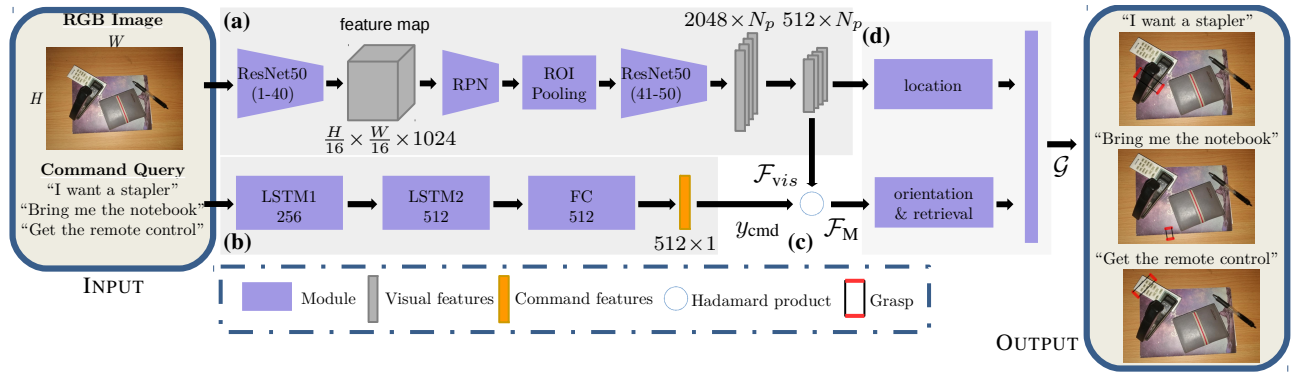 RGB Image
W
H
Command Query
“I want a stapler”
“Bring me the notebook”
“Get the remote control”
INPUT
(a)
feature map
ResNet50
(1-40)
H/16 × W/16 × 1024
RPN
ROI
Pooling
ResNet50
(41-50)
2048 × N_p
512 × N_p
(b)
LSTM1
256
LSTM2
512
FC
512
512 × 1
F_vis
y_cmd
(c)
F_M
(d)
location
orientation
& retrieval
G
Module
Visual features
Command features
Hadamard product
Grasp
“I want a stapler”
“Bring me the notebook”
“Get the remote control”
OUTPUT